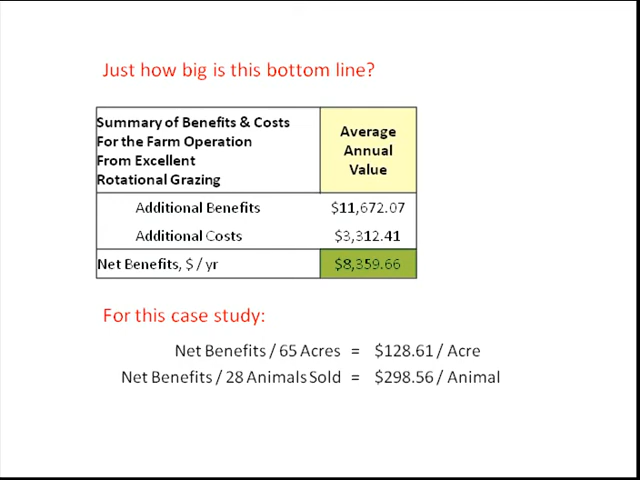 Just how big is this bottom line?
Summary of Benefits & Costs
For the Farm Operation
From Excellent
Rotational Grazing
Average
Annual
Value
Additional Benefits $11,672.07
Additional Costs $3,312.41
Net Benefits, $ / yr $8,359.66
For this case study:
Net Benefits / 65 Acres = $128.61 / Acre
Net Benefits / 28 Animals Sold = $298.56 / Animal